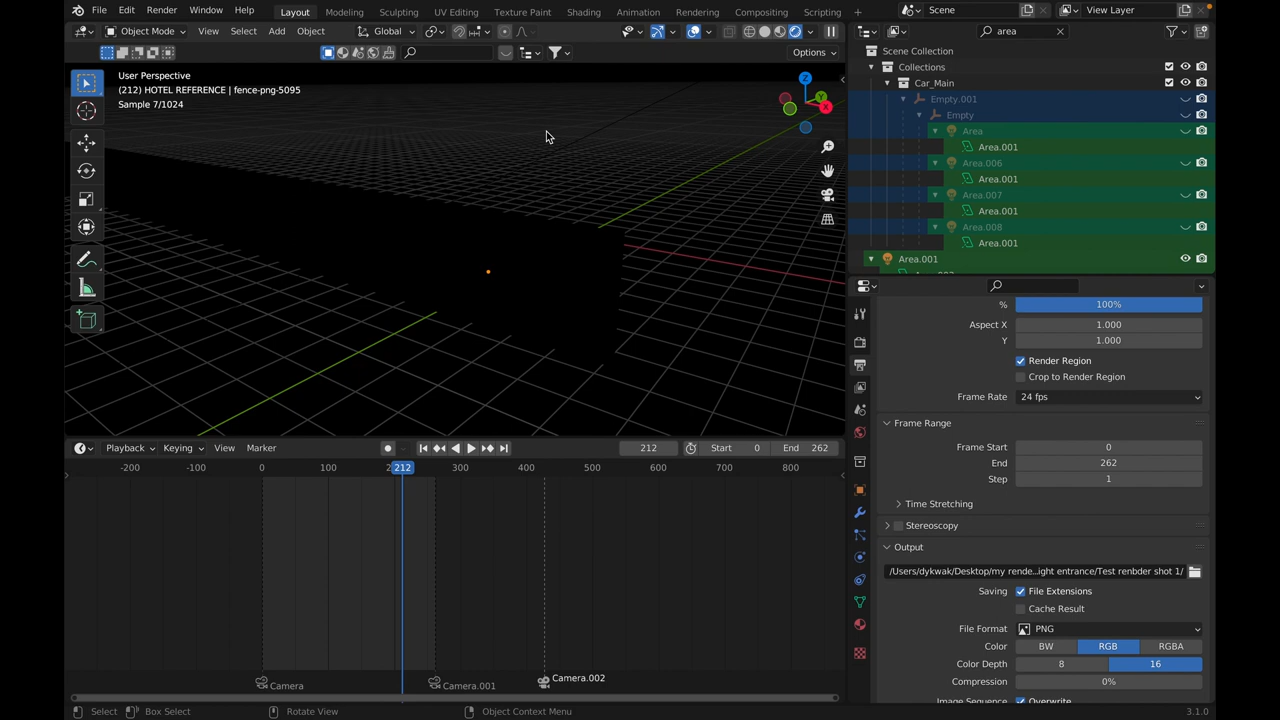 File Edit Render Window Help Layout Modeling Sculpting UV Editing Texture Paint Shading Animation Rendering Compositing Scripting + Scene View Layer
Object Mode View Select Add Object Global area
Options
User Perspective
(212) HOTEL REFERENCE | fence-png-5095
Sample 7/1024
Z
Y
X
Scene Collection
Collections
Car_Main
Empty.001
Empty
Area
Area.001
Area.006
Area.001
Area.007
Area.001
Area.008
Area.001
Area.001
% 100%
Aspect X 1.000
Y 1.000
Render Region
Crop to Render Region
Frame Rate 24 fps
Frame Range
Frame Start 0
End 262
Step 1
Time Stretching
Stereoscopy
Output
/Users/dykwak/Desktop/my rende...ight entrance/Test renbder shot 1/
Saving File Extensions
Cache Result
File Format PNG
Color BW RGB RGBA
Color Depth 8 16
Compression 0%
Image Sequence Overwrite
Playback Keying View Marker 212 Start 0 End 262
-200 -100 0 100 212 300 400 500 600 700 800
Camera Camera.001 Camera.002
Select Box Select Rotate View Object Context Menu 3.1.0